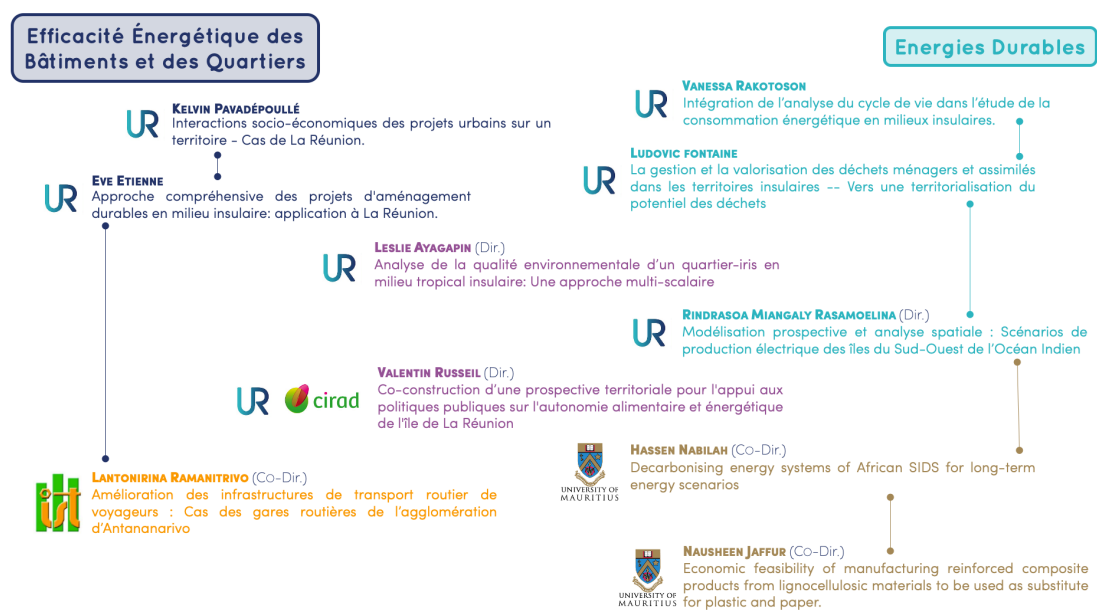 Efficacité Énergétique des
Bâtiments et des Quartiers
Energies Durables
UR
Kelvin Pavadépoullé
Interactions socio-économiques des projets urbains sur un
territoire - Cas de La Réunion.
UR
Eve Etienne
Approche compréhensive des projets d'aménagement
durables en milieu insulaire: application à La Réunion.
UR
Vanessa Rakotoson
Intégration de l'analyse du cycle de vie dans l'étude de la
consommation énergétique en milieux insulaires.
UR
Ludovic fontaine
La gestion et la valorisation des déchets ménagers et assimilés
dans les territoires insulaires -- Vers une territorialisation du
potentiel des déchets
UR
Leslie Ayagapin (Dir.)
Analyse de la qualité environnementale d'un quartier-iris en
milieu tropical insulaire: Une approche multi-scalaire
UR
Rindrasoa Miangaly Rasamoelina (Dir.)
Modélisation prospective et analyse spatiale : Scénarios de
production électrique des îles du Sud-Ouest de l'Océan Indien
UR
cirad
Valentin Russeil (Dir.)
Co-construction d'une prospective territoriale pour l'appui aux
politiques publiques sur l'autonomie alimentaire et énergétique
de l'île de La Réunion
ist
Lantonirina Ramanitrivo (Co-Dir.)
Amélioration des infrastructures de transport routier de
voyageurs : Cas des gares routières de l'agglomération
d'Antananarivo
UNIVERSITY OF
MAURITIUS
Hassen Nabilah (Co-Dir.)
Decarbonising energy systems of African SIDS for long-term
energy scenarios
UNIVERSITY OF
MAURITIUS
Nausheen Jaffur (Co-Dir.)
Economic feasibility of manufacturing reinforced composite
products from lignocellulosic materials to be used as substitute
for plastic and paper.